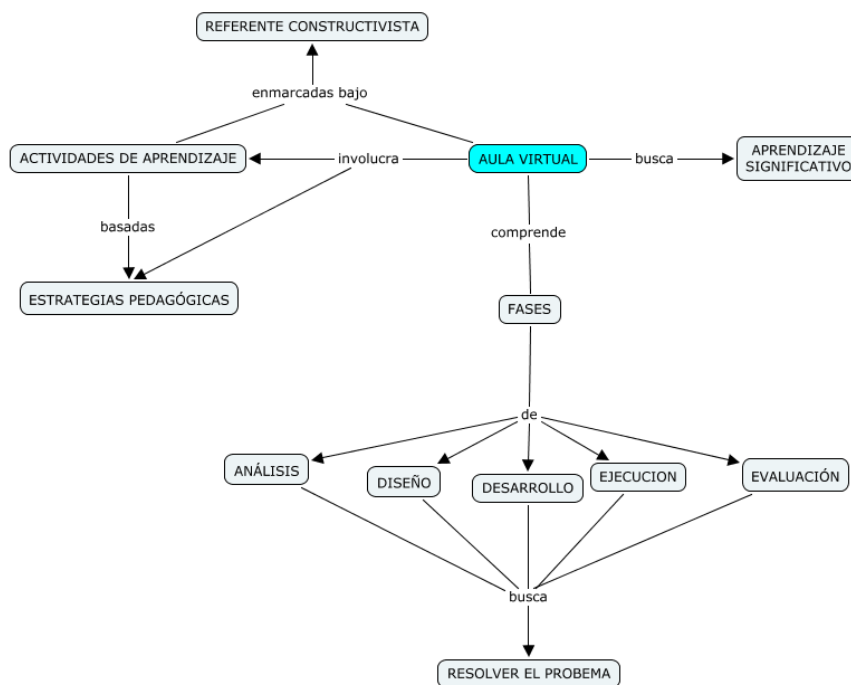 REFERENTE CONSTRUCTIVISTA
enmarcadas bajo
ACTIVIDADES DE APRENDIZAJE
involucra
AULA VIRTUAL
busca
APRENDIZAJE
SIGNIFICATIVO
basadas
comprende
ESTRATEGIAS PEDAGÓGICAS
FASES
de
ANÁLISIS
DISEÑO
DESARROLLO
EJECUCION
EVALUACIÓN
busca
RESOLVER EL PROBEMA